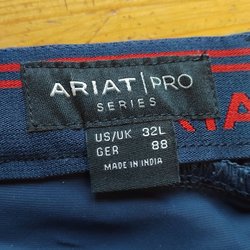 ARIAT | PRO
SERIES
US/UK 32L
GER 88
MADE IN INDIA